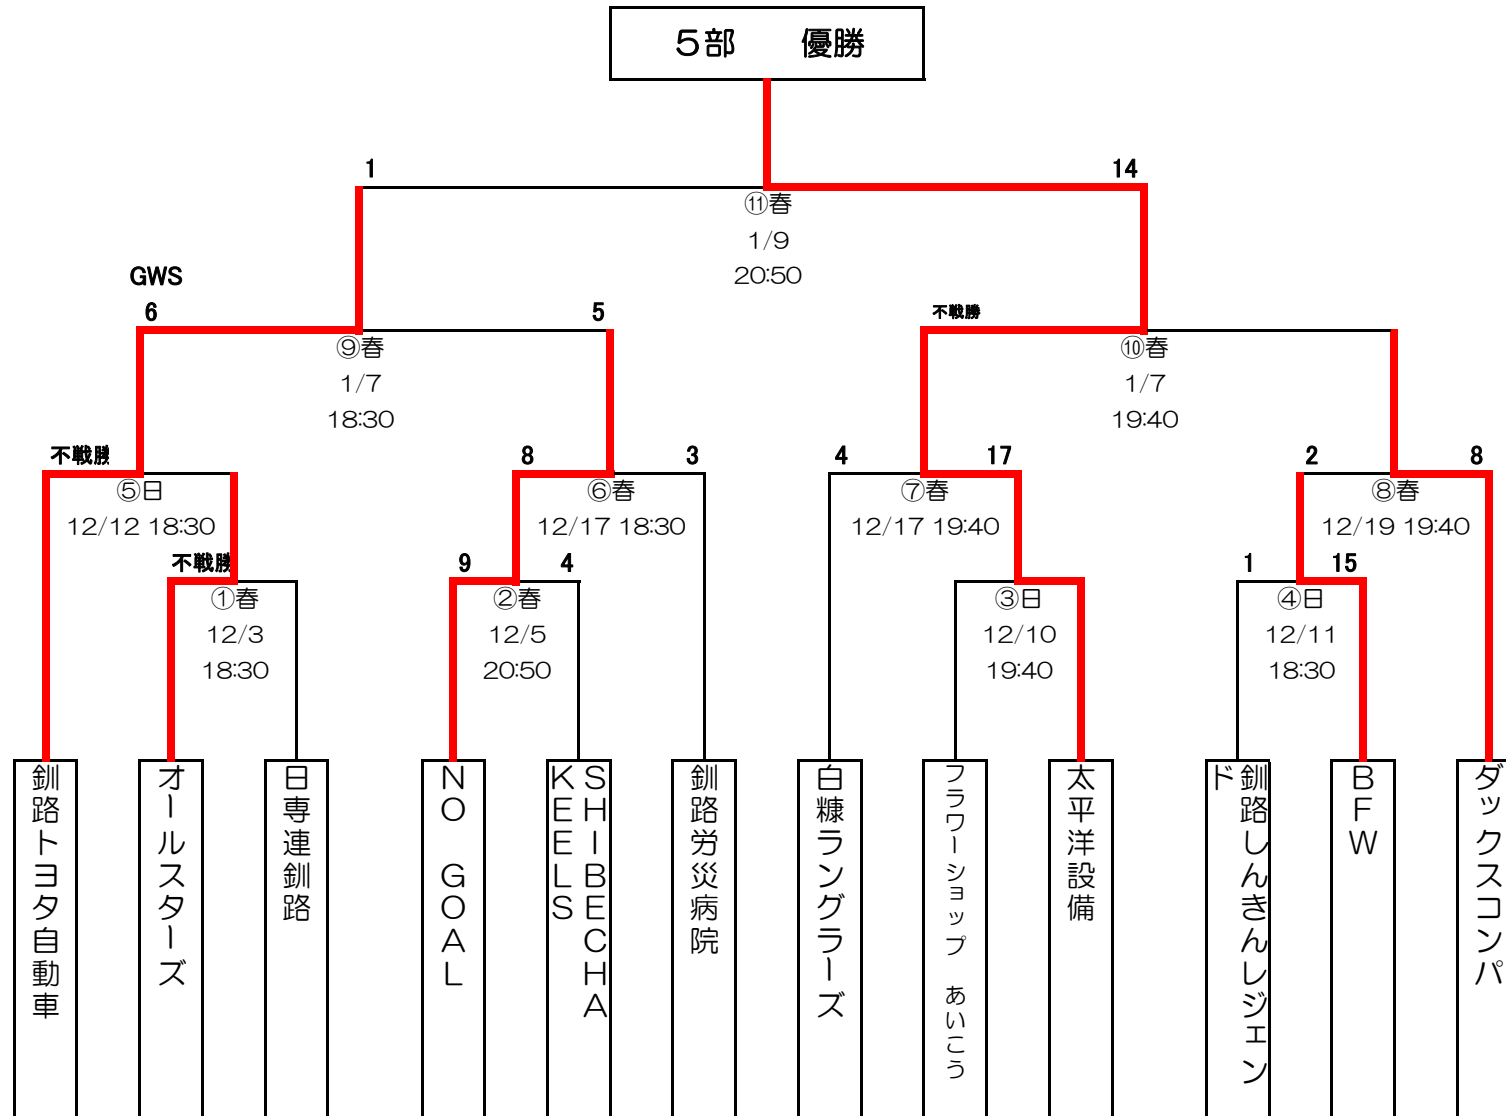 ５部　　優勝
1
14
⑪春
1/9
20:50
GWS
6
5
不戦勝
⑨春
1/7
18:30
⑩春
1/7
19:40
不戦勝
8
3
4
17
2
8
⑤日
12/12 18:30
⑥春
12/17 18:30
⑦春
12/17 19:40
⑧春
12/19 19:40
不戦勝
9
4
1
15
①春
12/3
18:30
②春
12/5
20:50
③日
12/10
19:40
④日
12/11
18:30
釧路トヨタ自動車
オールスターズ
日専連釧路
ＮＯ　ＧＯＡＬ
ＳＨＩＢＥＣＨＡ
ＫＥＥＬＳ
釧路労災病院
白糠ラングラーズ
フラワーショップ　あいこう
太平洋設備
釧路しんきんレジェン
ド
ＢＦＷ
ダックスコンパ